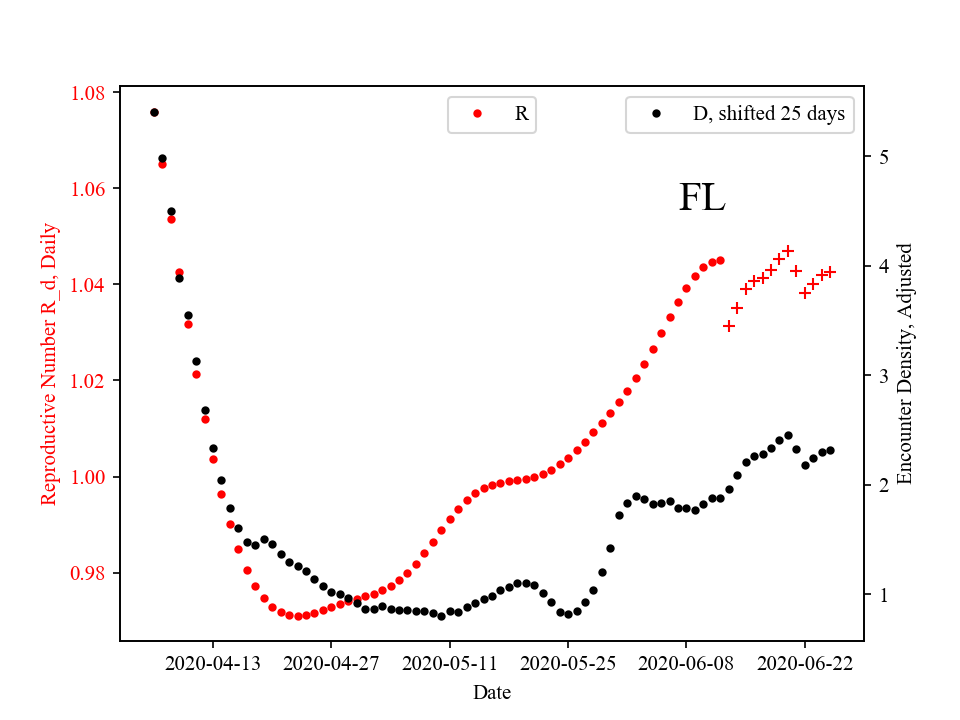 R
D, shifted 25 days
FL
Reproductive Number R_d, Daily
1.08
1.06
1.04
1.02
1.00
0.98
5
4
3
2
1
Encounter Density, Adjusted
2020-04-13
2020-04-27
2020-05-11
2020-05-25
2020-06-08
2020-06-22
Date